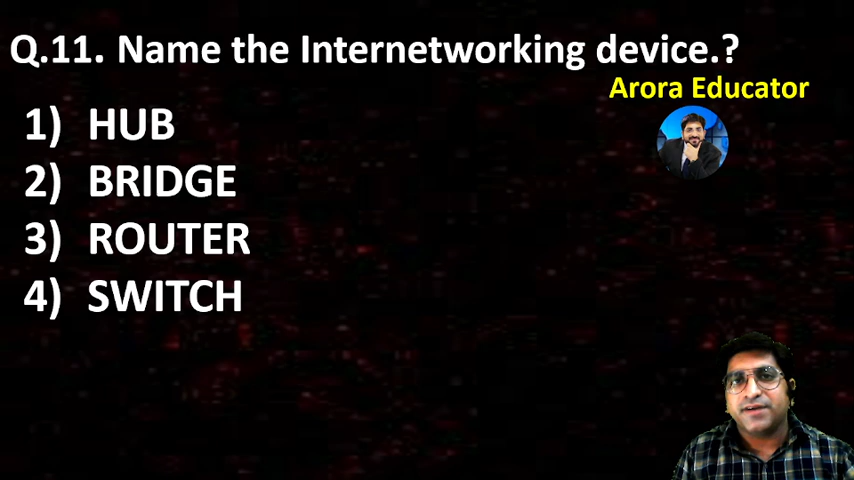 Q.11. Name the Internetworking device.?
Arora Educator
1) HUB
2) BRIDGE
3) ROUTER
4) SWITCH